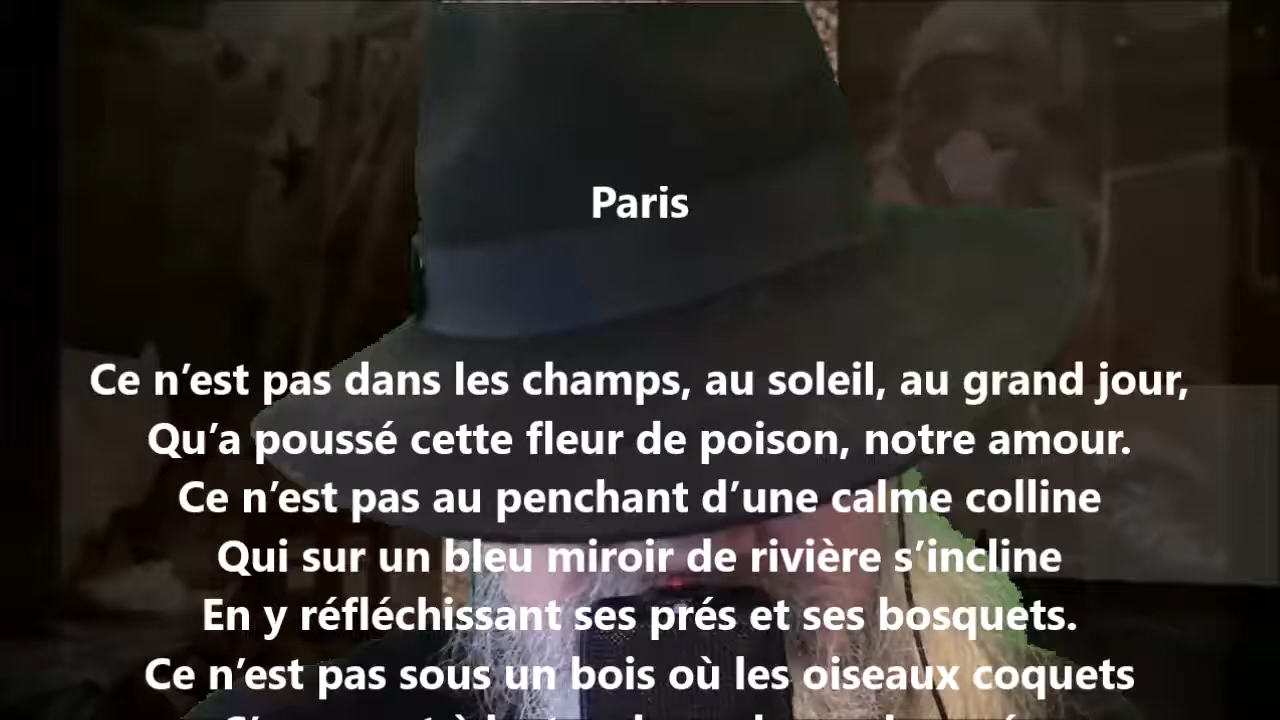 Paris
Ce n’est pas dans les champs, au soleil, au grand jour,
Qu’a poussé cette fleur de poison, notre amour.
Ce n’est pas au penchant d’une calme colline
Qui sur un bleu miroir de rivière s’incline
En y réfléchissant ses prés et ses bosquets.
Ce n’est pas sous un bois où les oiseaux coquets